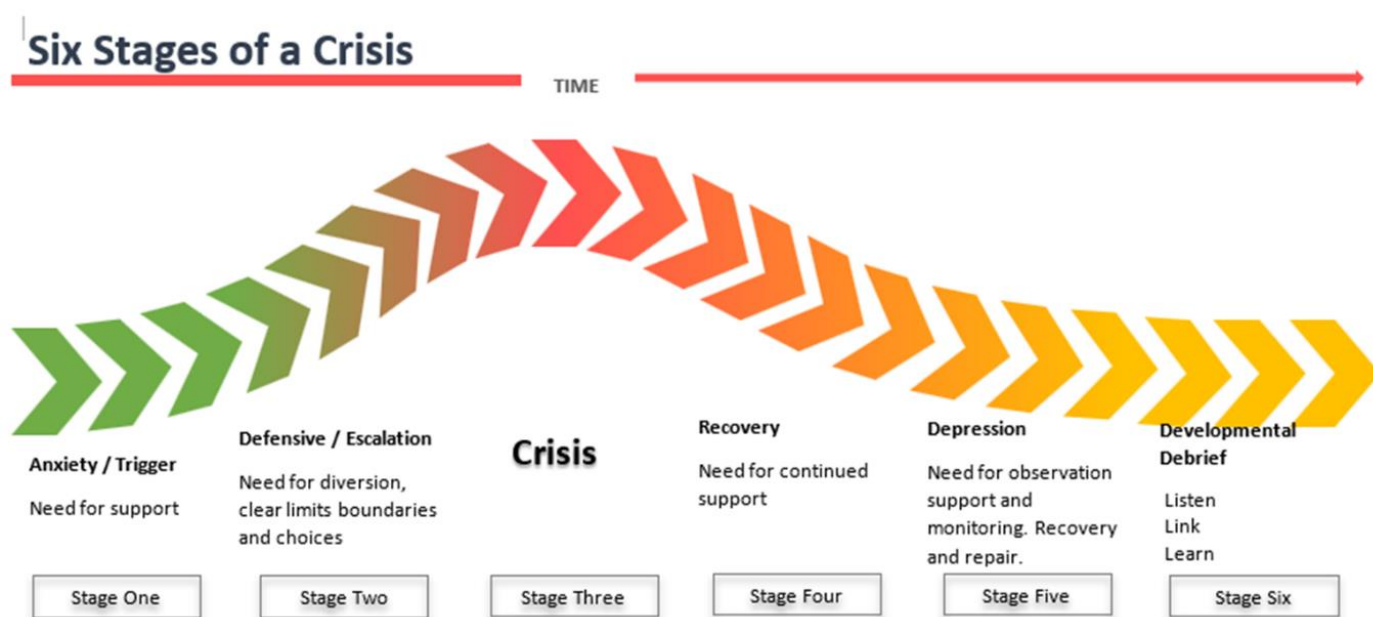 Six Stages of a Crisis
TIME
Anxiety / Trigger
Need for support
Defensive / Escalation
Need for diversion,
clear limits boundaries
and choices
Crisis
Recovery
Need for continued
support
Depression
Need for observation
support and
monitoring. Recovery
and repair.
Developmental
Debrief
Listen
Link
Learn
Stage One
Stage Two
Stage Three
Stage Four
Stage Five
Stage Six